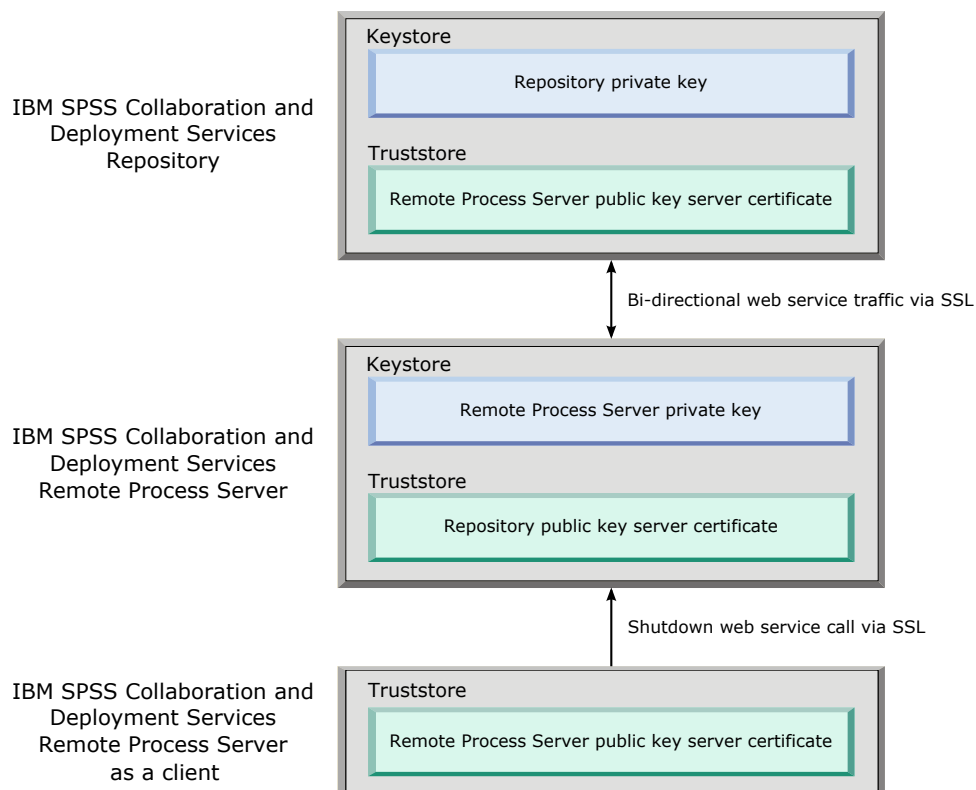 Keystore
Repository private key
IBM SPSS Collaboration and
Deployment Services
Repository
Truststore
Remote Process Server public key server certificate
Bi-directional web service traffic via SSL
Keystore
Remote Process Server private key
IBM SPSS Collaboration and
Deployment Services
Remote Process Server
Truststore
Repository public key server certificate
Shutdown web service call via SSL
IBM SPSS Collaboration and
Deployment Services
Remote Process Server
as a client
Truststore
Remote Process Server public key server certificate